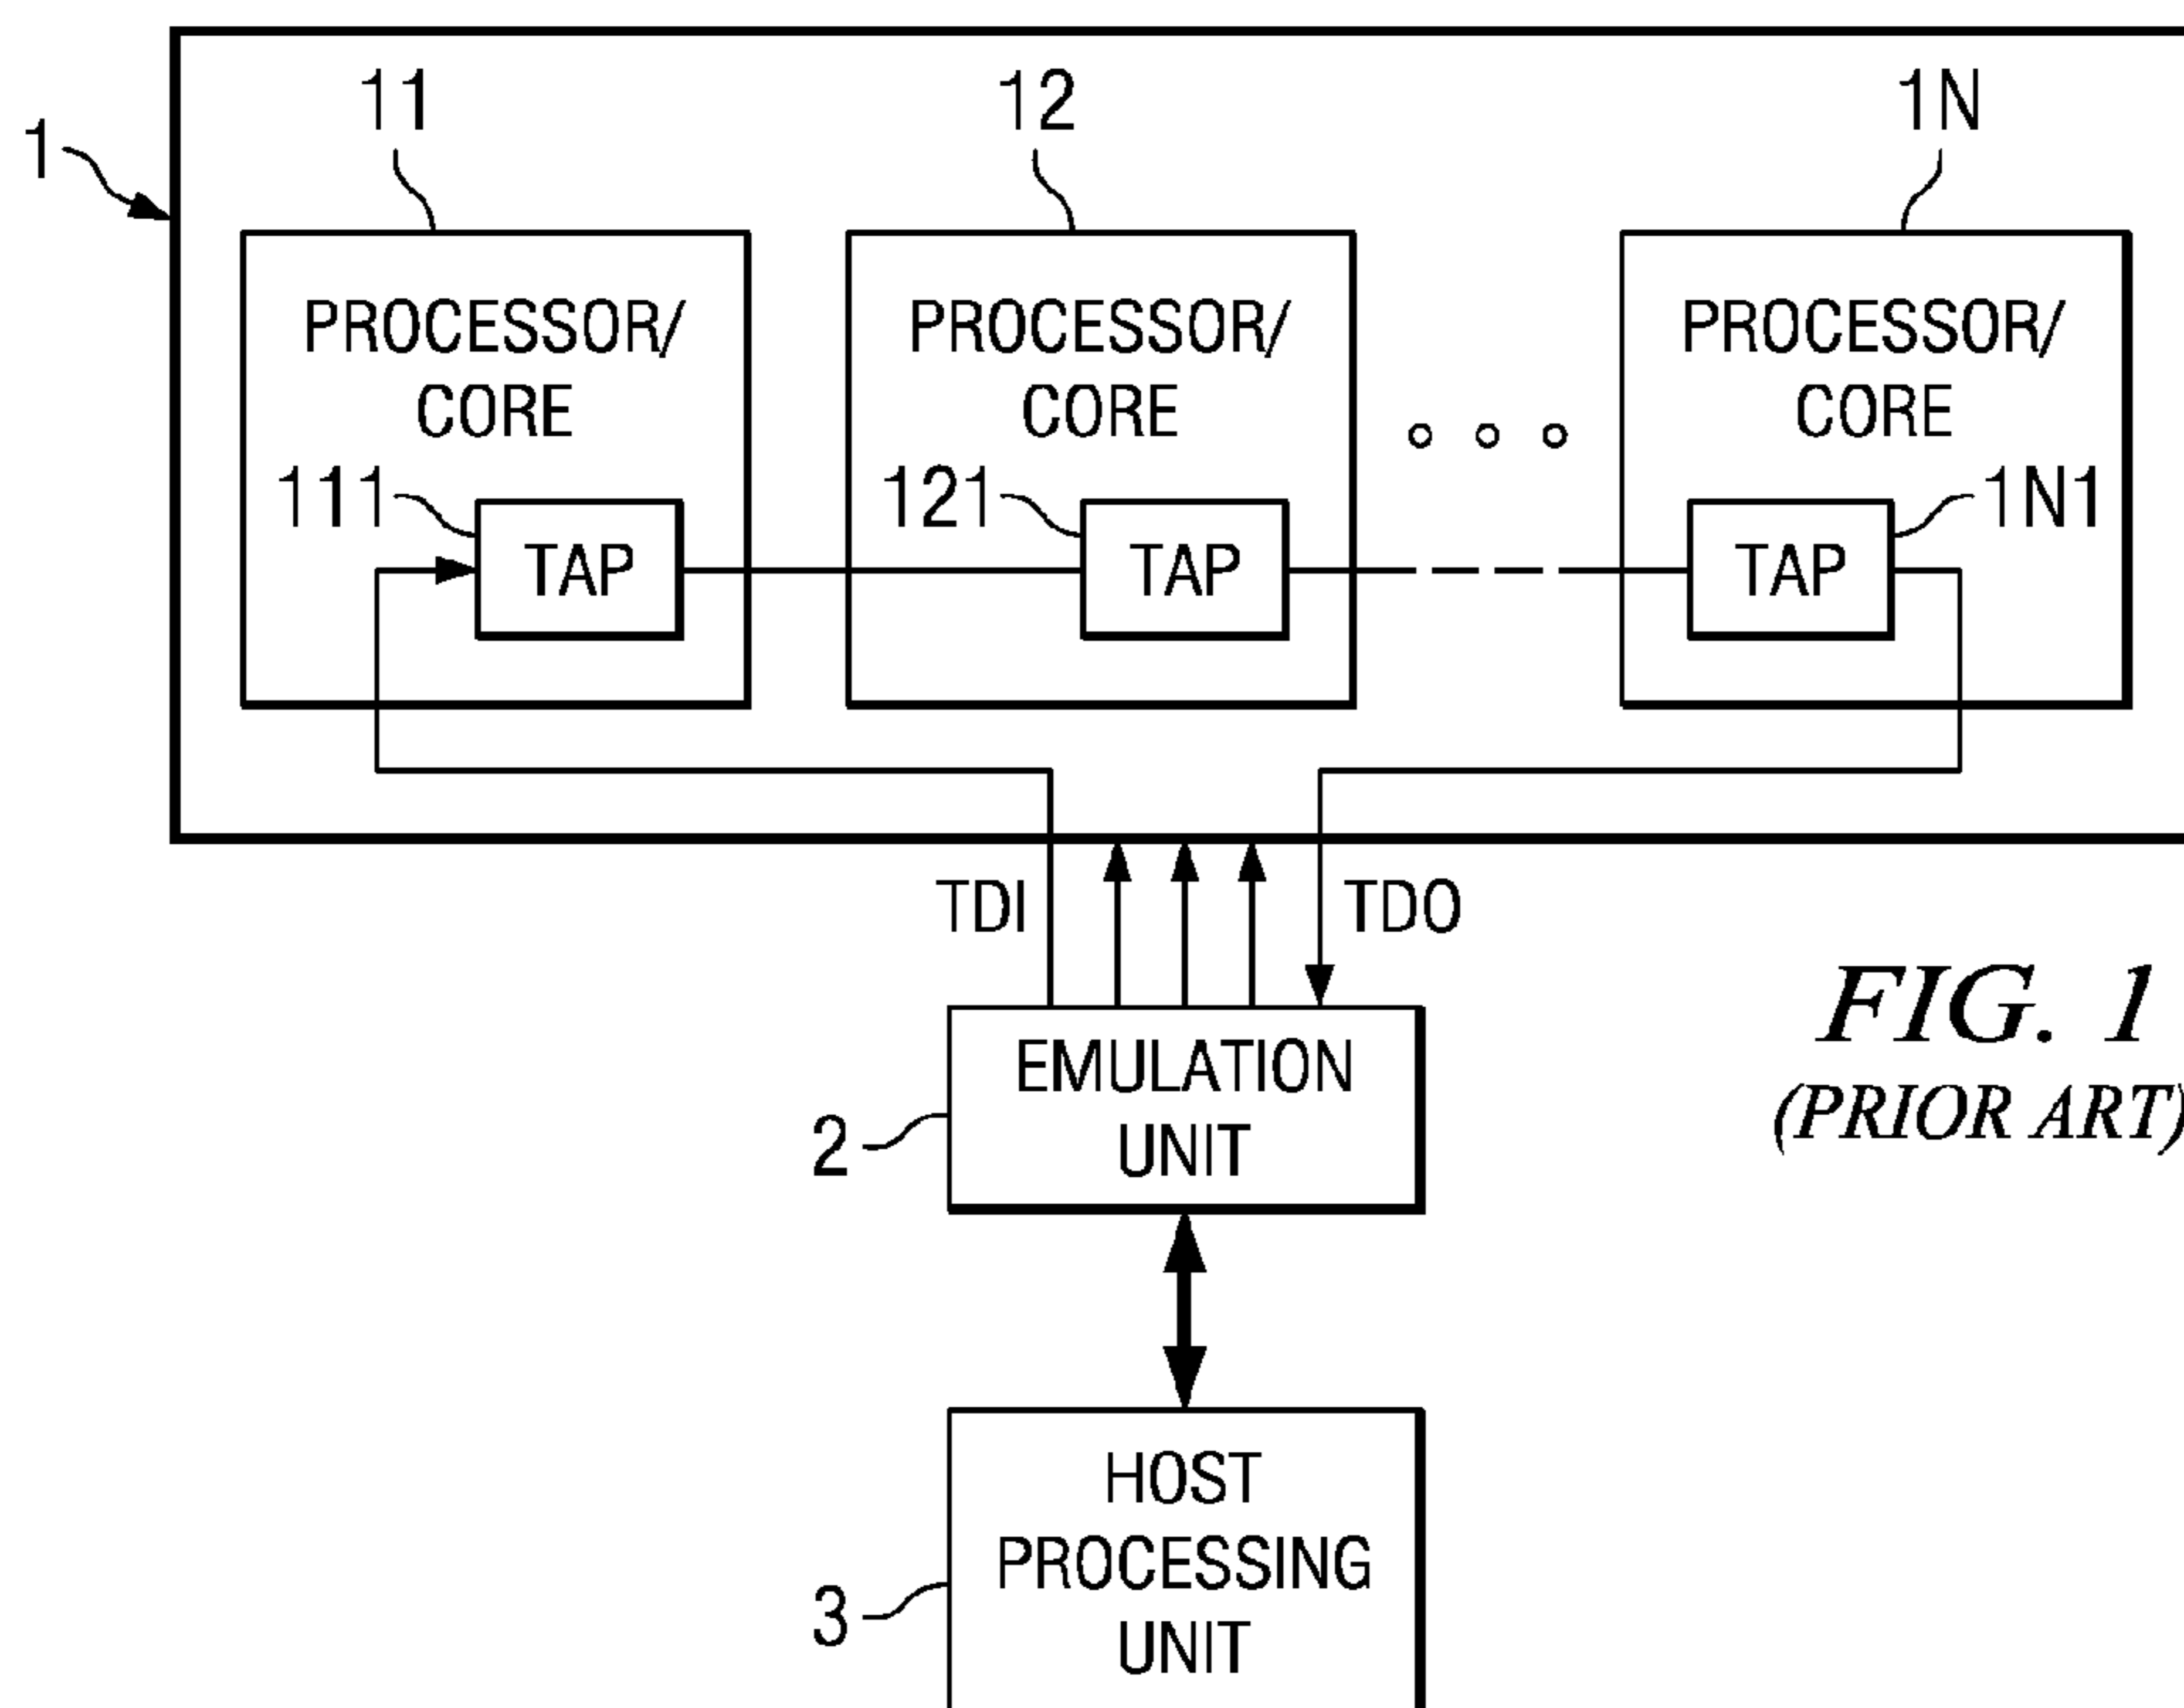 11
12
1N
1
PROCESSOR/
CORE
PROCESSOR/
CORE
PROCESSOR/
CORE
111
121
1N1
TAP
TAP
TAP
TDI
TDO
EMULATION
UNIT
2
FIG. 1
(PRIOR ART)
HOST
PROCESSING
UNIT
3